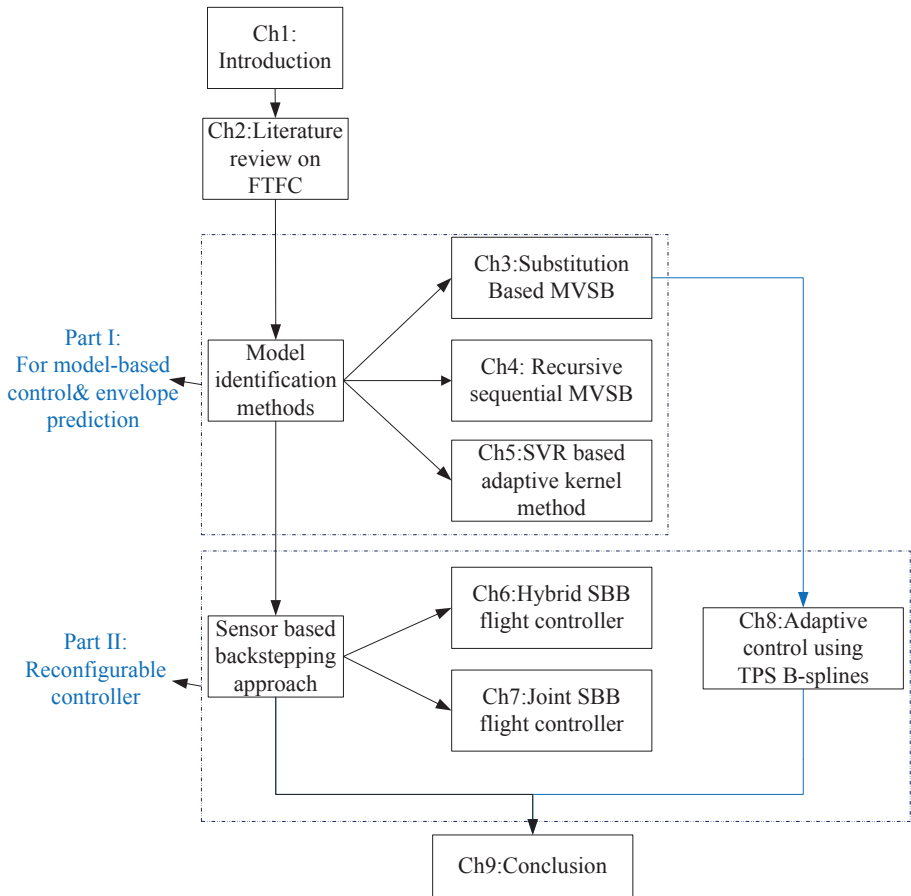 Ch1:
Introduction
Ch2:Literature
review on
FTFC
Ch3:Substitution
Based MVSB
Part I:
For model-based
control& envelope
prediction
Model
identification
methods
Ch4: Recursive
sequential MVSB
Ch5:SVR based
adaptive kernel
method
Part II:
Reconfigurable
controller
Sensor based
backstepping
approach
Ch6:Hybrid SBB
flight controller
Ch7:Joint SBB
flight controller
Ch8:Adaptive
control using
TPS B-splines
Ch9:Conclusion